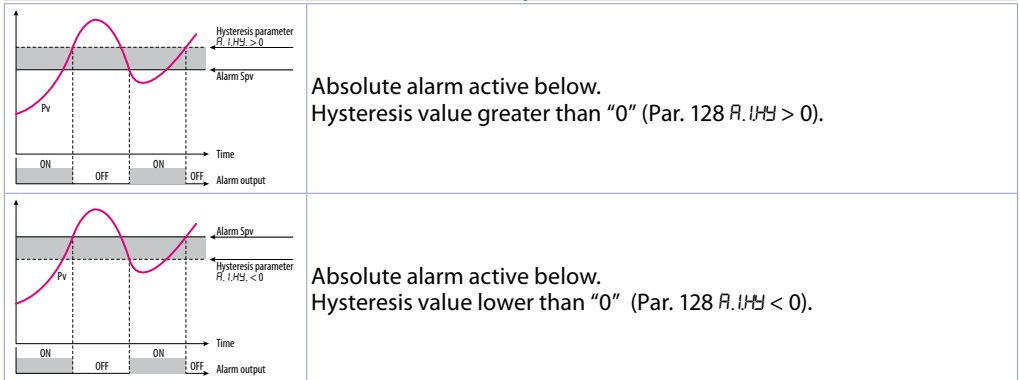 Hysteresis parameter
A.1.HY. > 0
Alarm Spv
Pv
Time
ON
OFF
ON
OFF
Alarm output
Absolute alarm active below.
Hysteresis value greater than “0” (Par. 128 A.1.HY > 0).
Alarm Spv
Hysteresis parameter
A.1.HY. < 0
Pv
Time
ON
OFF
ON
OFF
Alarm output
Absolute alarm active below.
Hysteresis value lower than “0” (Par. 128 A.1.HY < 0).